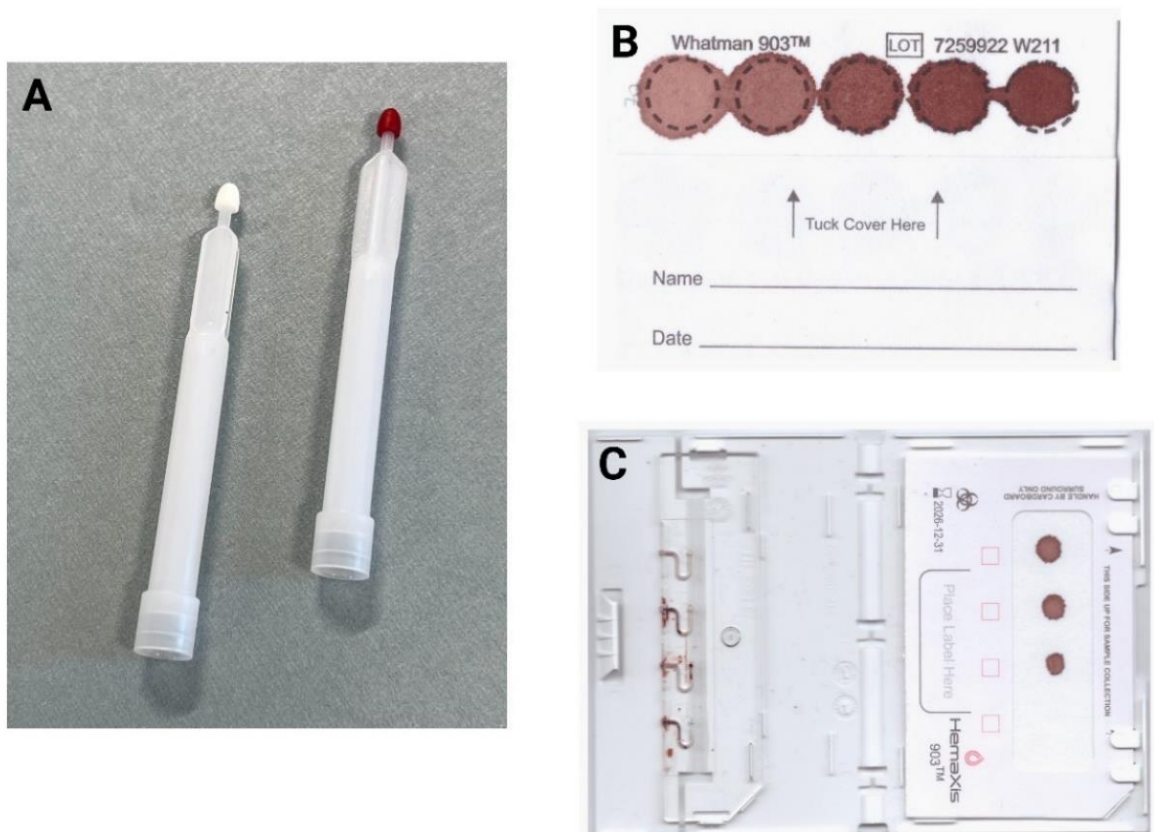 A
B
Whatman 903™
LOT 7259922 W211
Tuck Cover Here
Name
Date
C
HANDLE BY CARDBOARD
SURROUND ONLY
2026-12-31
THIS SIDE UP FOR SAMPLE COLLECTION
Place Label Here
HemaXis
903™